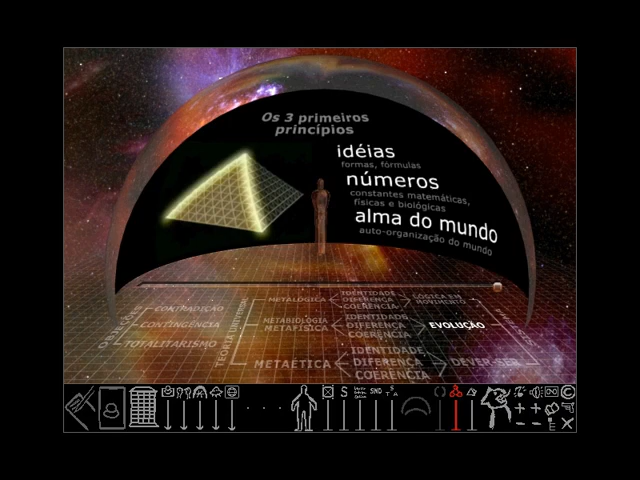 Os 3 primeiros
princípios
idéias
formas, fórmulas
números
constantes matemáticas,
físicas e biológicas
alma do mundo
auto-organização do mundo
OBJEÇÕES
CONTRADIÇÃO
CONTINGÊNCIA
TOTALITARISMO
TEORIA UNIVERSAL
METALÓGICA
IDENTIDADE
DIFERENÇA
COERÊNCIA
LÓGICA EM
MOVIMENTO
METABIOLOGIA
METAFÍSICA
IDENTIDADE
DIFERENÇA
COERÊNCIA
EVOLUÇÃO
METAÉTICA
IDENTIDADE
DIFERENÇA
COERÊNCIA
DEVER-SER
S
SND
S
T A
©
E
X